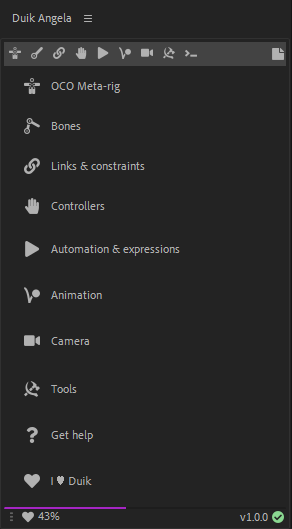 Duik Angela
OCO Meta-rig
Bones
Links & constraints
Controllers
Automation & expressions
Animation
Camera
Tools
Get help
I ♥ Duik
43%
v1.0.0